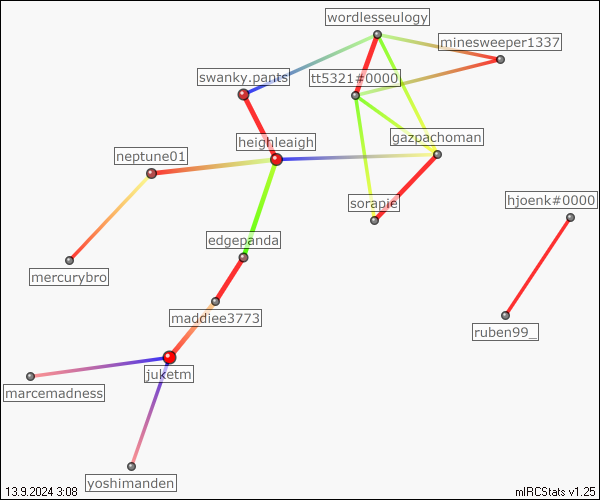 wordlesseulogy
minesweeper1337
swanky.pants
tt5321#0000
gazpachoman
heighleaigh
neptune01
hjoenk#0000
sorapie
edgepanda
mercurybro
maddiee3773
ruben99_
juketm
marcemadness
yoshimanden
13.9.2024 3:08
mIRCStats v1.25